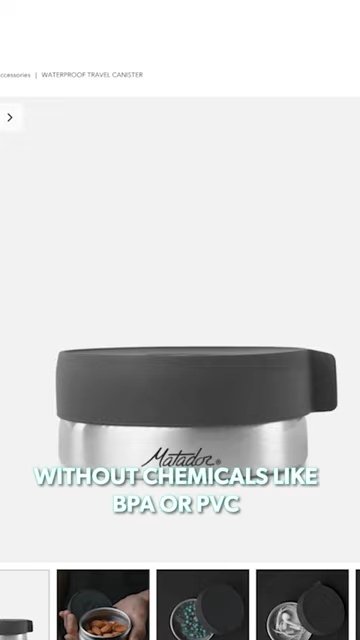 ccessories | WATERPROOF TRAVEL CANISTER
Matador®
WITHOUT CHEMICALS LIKE
BPA OR PVC